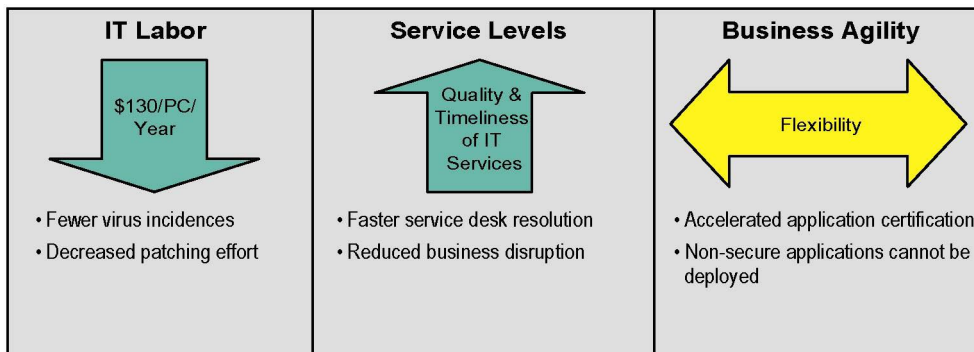 IT Labor
$130/PC/
Year
• Fewer virus incidences
• Decreased patching effort
Service Levels
Quality &
Timeliness
of IT
Services
• Faster service desk resolution
• Reduced business disruption
Business Agility
Flexibility
• Accelerated application certification
• Non-secure applications cannot be
deployed